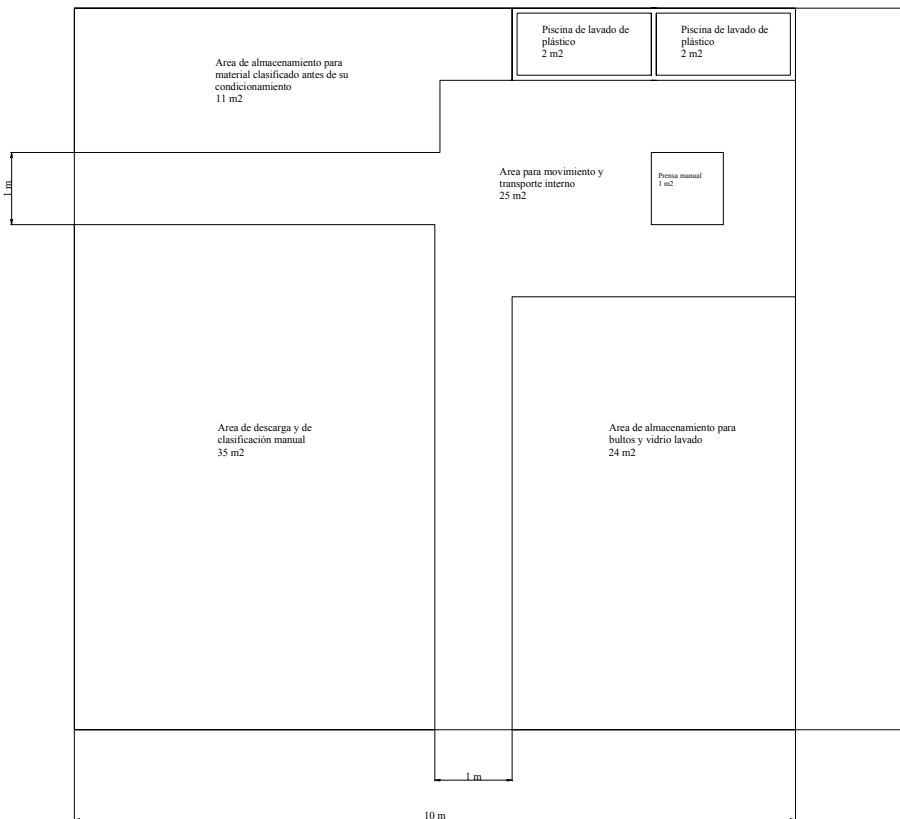 Piscina de lavado de
plástico
2 m2
Piscina de lavado de
plástico
2 m2
Area de almacenamiento para
material clasificado antes de su
condicionamiento
11 m2
1 m
Area para movimiento y
transporte interno
25 m2
Prensa manual
1 m2
Area de descarga y de
clasificación manual
35 m2
Area de almacenamiento para
bultos y vidrio lavado
24 m2
1 m
10 m